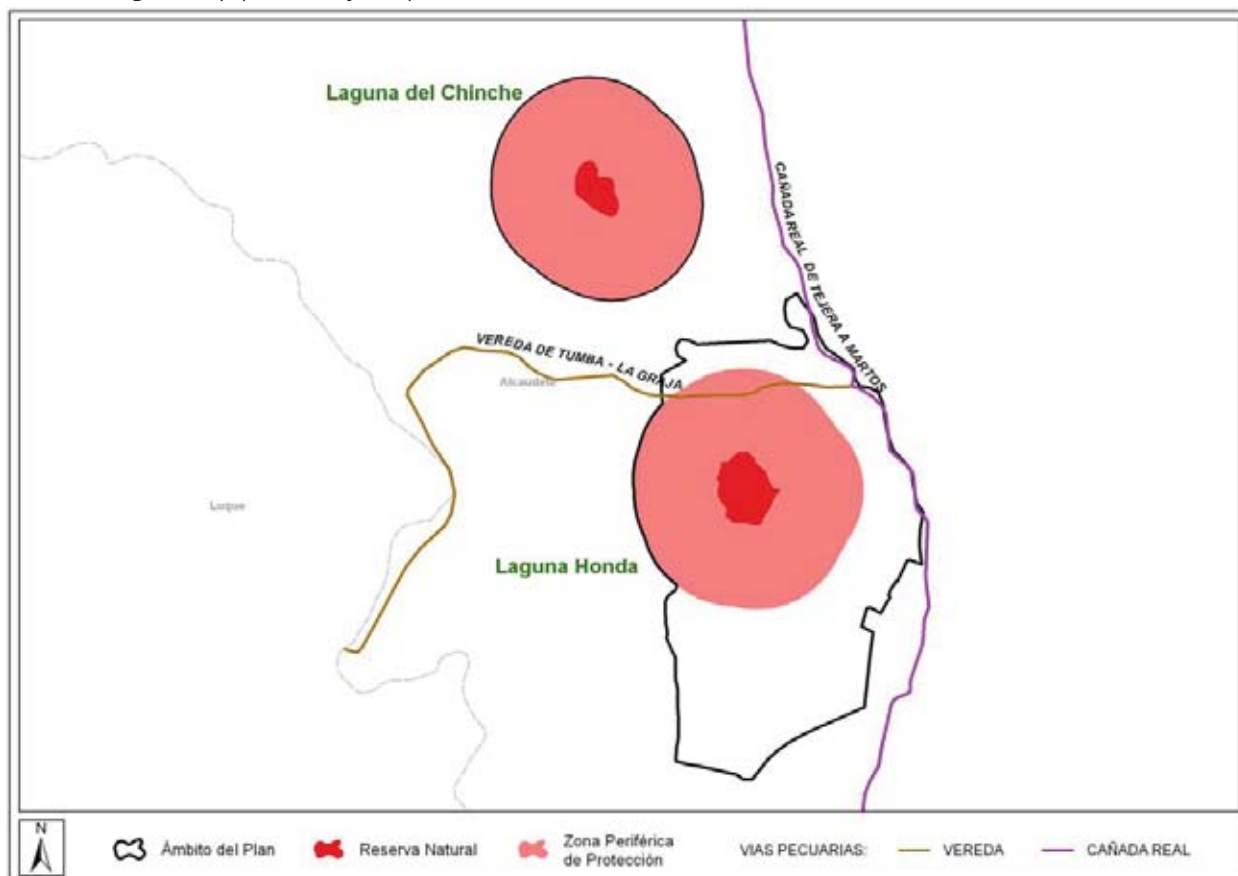 Laguna del Chinche
CAÑADA REAL DE TEJERA A MARTOS
VEREDA DE TUMBA - LA GRAJA
Alcaudete
Luque
Laguna Honda
N
Ámbito del Plan
Reserva Natural
Zona Periférica
de Protección
VIAS PECUARIAS:
VEREDA
CAÑADA REAL